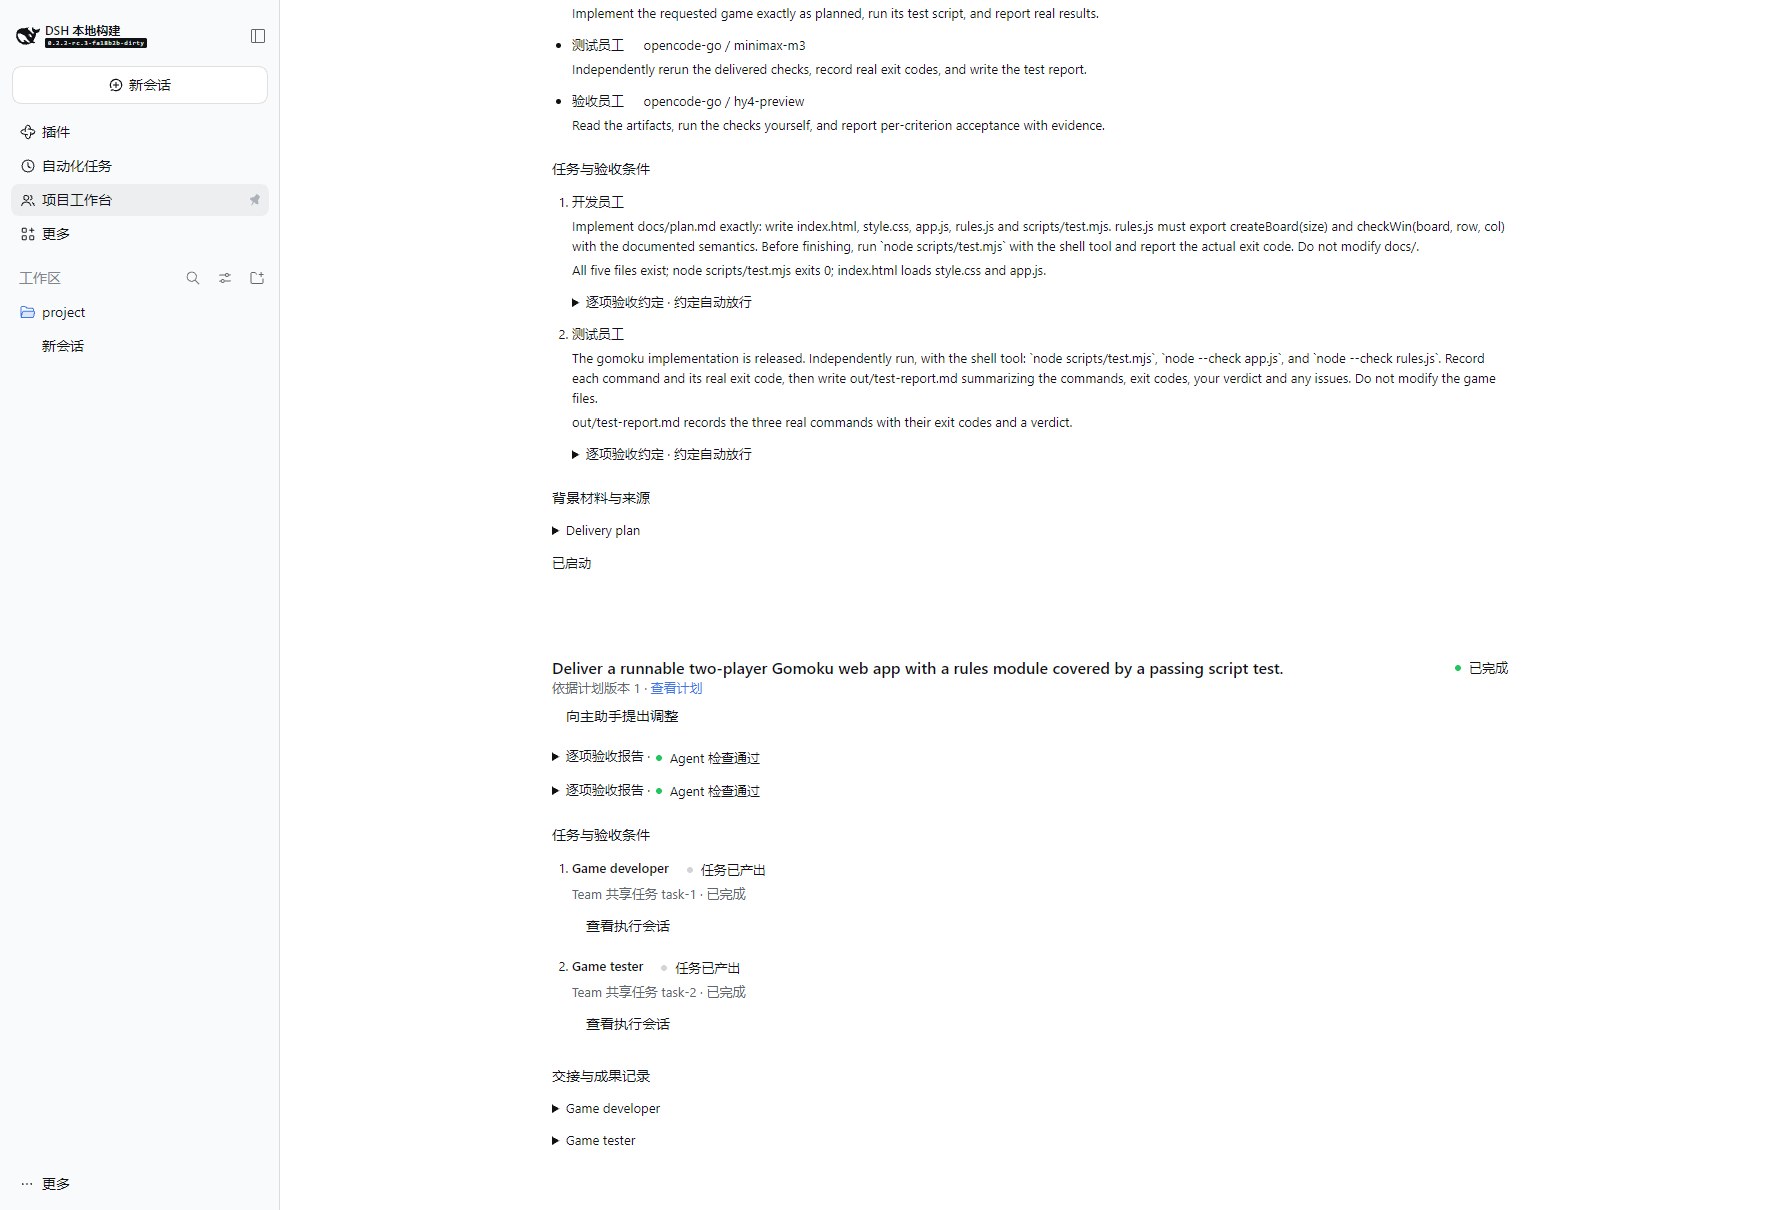 DSH 本地构建
0.2.2-rc.3-fa18b2b-dirty
新会话
插件
自动化任务
项目工作台
更多
工作区
project
新会话
更多
Implement the requested game exactly as planned, run its test script, and report real results.
测试员工 opencode-go / minimax-m3
Independently rerun the delivered checks, record real exit codes, and write the test report.
验收员工 opencode-go / hy4-preview
Read the artifacts, run the checks yourself, and report per-criterion acceptance with evidence.
任务与验收条件
1. 开发员工
Implement docs/plan.md exactly: write index.html, style.css, app.js, rules.js and scripts/test.mjs. rules.js must export createBoard(size) and checkWin(board, row, col)
with the documented semantics. Before finishing, run `node scripts/test.mjs` with the shell tool and report the actual exit code. Do not modify docs/.
All five files exist; node scripts/test.mjs exits 0; index.html loads style.css and app.js.
逐项验收约定 · 约定自动放行
2. 测试员工
The gomoku implementation is released. Independently run, with the shell tool: `node scripts/test.mjs`, `node --check app.js`, and `node --check rules.js`. Record
each command and its real exit code, then write out/test-report.md summarizing the commands, exit codes, your verdict and any issues. Do not modify the game
files.
out/test-report.md records the three real commands with their exit codes and a verdict.
逐项验收约定 · 约定自动放行
背景材料与来源
Delivery plan
已启动
Deliver a runnable two-player Gomoku web app with a rules module covered by a passing script test.
已完成
依据计划版本 1 · 查看计划
向主助手提出调整
逐项验收报告 · Agent 检查通过
逐项验收报告 · Agent 检查通过
任务与验收条件
1. Game developer 任务已产出
Team 共享任务 task-1 · 已完成
查看执行会话
2. Game tester 任务已产出
Team 共享任务 task-2 · 已完成
查看执行会话
交接与成果记录
Game developer
Game tester